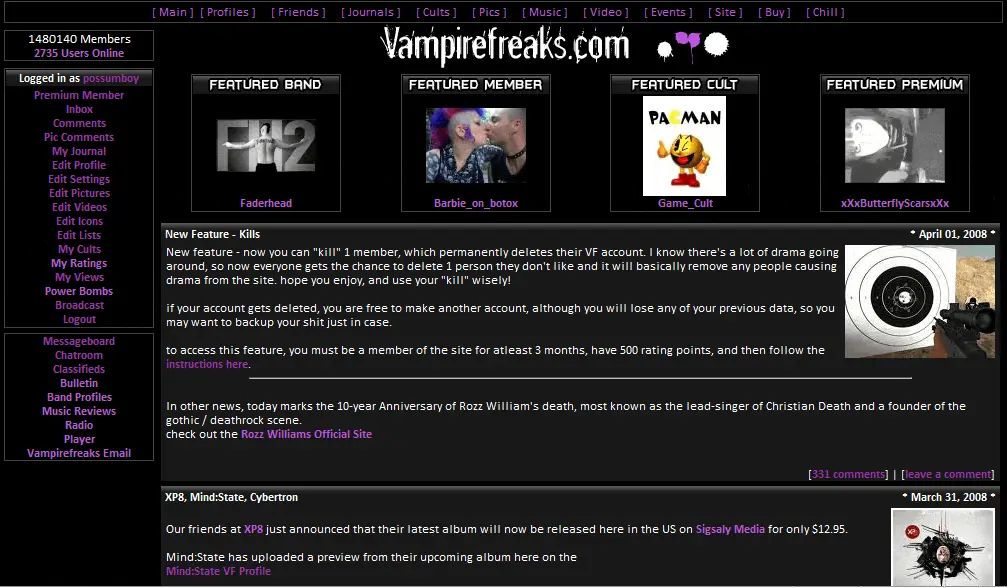 [ Main ] [ Profiles ] [ Friends ] [ Journals ] [ Cults ] [ Pics ] [ Music ] [ Video ] [ Events ] [ Site ] [ Buy ] [ Chill ]
1480140 Members
2735 Users Online
Logged in as possumboy
Premium Member
Inbox
Comments
Pic Comments
My Journal
Edit Profile
Edit Settings
Edit Pictures
Edit Videos
Edit Icons
Edit Lists
My Cults
My Ratings
My Views
Power Bombs
Broadcast
Logout
Messageboard
Chatroom
Classifieds
Bulletin
Band Profiles
Music Reviews
Radio
Player
Vampirefreaks Email
Vampirefreaks.com
FEATURED BAND
Faderhead
FEATURED MEMBER
Barbie_on_botox
FEATURED CULT
PACMAN
Game_Cult
FEATURED PREMIUM
xXxButterflyScarsxXx
New Feature - Kills
* April 01, 2008 *
New feature - now you can "kill" 1 member, which permanently deletes their VF account. I know there's a lot of drama going
around, so now everyone gets the chance to delete 1 person they don't like and it will basically remove any people causing
drama from the site. hope you enjoy, and use your "kill" wisely!
if your account gets deleted, you are free to make another account, although you will lose any of your previous data, so you
may want to backup your shit just in case.
to access this feature, you must be a member of the site for atleast 3 months, have 500 rating points, and then follow the
instructions here.
In other news, today marks the 10-year Anniversary of Rozz William's death, most known as the lead-singer of Christian Death and a founder of the
gothic / deathrock scene.
check out the Rozz Williams Official Site
[331 comments] | [leave a comment]
XP8, Mind:State, Cybertron
* March 31, 2008 *
Our friends at XP8 just announced that their latest album will now be released here in the US on Sigsaly Media for only $12.95.
Mind:State has uploaded a preview from their upcoming album here on the
Mind:State VF Profile